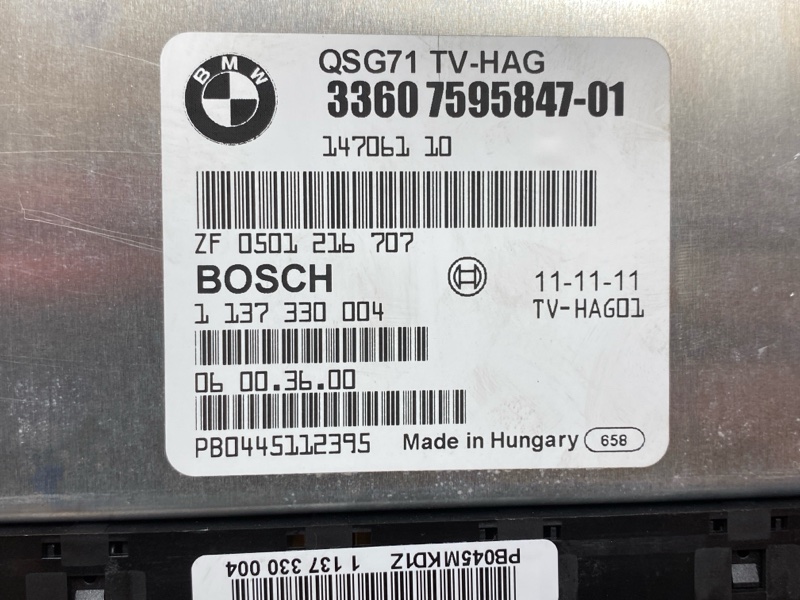 BMW
QSG71 TV-HAG
3360 7595847-01
147061 10
ZF 0501 216 707
BOSCH
1 137 330 004
11-11-11
TV-HAG01
06 00.36.00
PB0445112395
Made in Hungary
658
PB045MKD1Z
1 137 330 004